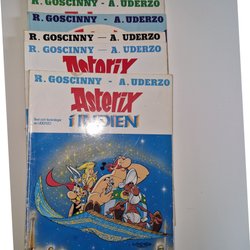 R. GOSCINNY - A. UDERZO
R. GOSCINNY - A. UDERZO
R. GOSCINNY — A. UDERZO
R. GOSCINNY - A. UDERZO
Asterix
R. GOSCINNY - A. UDERZO
Asterix
I INDIEN